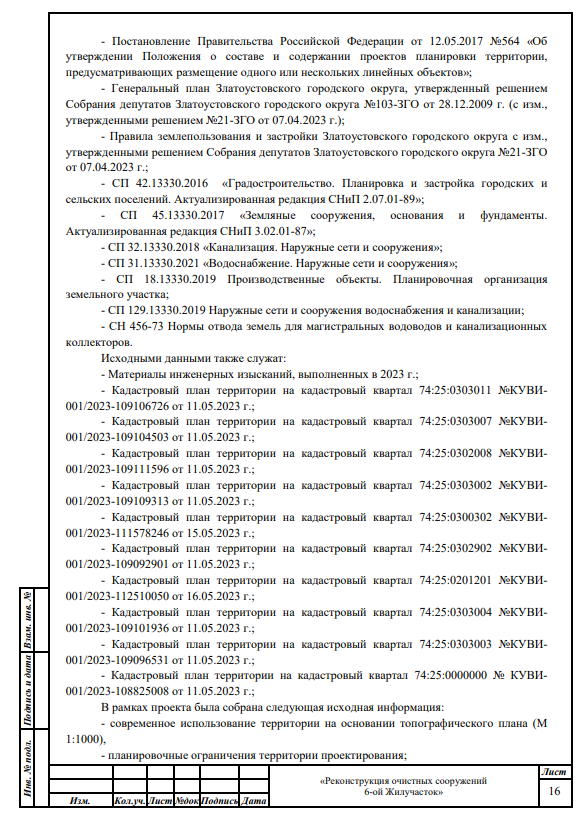 - Постановление Правительства Российской Федерации от 12.05.2017 №564 «Об
утверждении Положения о составе и содержании проектов планировки территории,
предусматривающих размещение одного или нескольких линейных объектов»;
- Генеральный план Златоустовского городского округа, утвержденный решением
Собрания депутатов Златоустовского городского округа №103-ЗГО от 28.12.2009 г. (с изм.,
утвержденными решением №21-ЗГО от 07.04.2023 г.);
- Правила землепользования и застройки Златоустовского городского округа с изм.,
утвержденными решением Собрания депутатов Златоустовского городского округа №21-ЗГО
от 07.04.2023 г.;
- СП 42.13330.2016 «Градостроительство. Планировка и застройка городских и
сельских поселений. Актуализированная редакция СНиП 2.07.01-89»;
- СП 45.13330.2017 «Земляные сооружения, основания и фундаменты.
Актуализированная редакция СНиП 3.02.01-87»;
- СП 32.13330.2018 «Канализация. Наружные сети и сооружения»;
- СП 31.13330.2021 «Водоснабжение. Наружные сети и сооружения»;
- СП 18.13330.2019 Производственные объекты. Планировочная организация
земельного участка;
- СП 129.13330.2019 Наружные сети и сооружения водоснабжения и канализации;
- СН 456-73 Нормы отвода земель для магистральных водоводов и канализационных
коллекторов.
Исходными данными также служат:
- Материалы инженерных изысканий, выполненных в 2023 г.;
- Кадастровый план территории на кадастровый квартал 74:25:0303011 №КУВИ-
001/2023-109106726 от 11.05.2023 г.;
- Кадастровый план территории на кадастровый квартал 74:25:0303007 №КУВИ-
001/2023-109104503 от 11.05.2023 г.;
- Кадастровый план территории на кадастровый квартал 74:25:0302008 №КУВИ-
001/2023-109111596 от 11.05.2023 г.;
- Кадастровый план территории на кадастровый квартал 74:25:0303002 №КУВИ-
001/2023-109109313 от 11.05.2023 г.;
- Кадастровый план территории на кадастровый квартал 74:25:0300302 №КУВИ-
001/2023-111578246 от 15.05.2023 г.;
- Кадастровый план территории на кадастровый квартал 74:25:0302902 №КУВИ-
001/2023-109092901 от 11.05.2023 г.;
- Кадастровый план территории на кадастровый квартал 74:25:0201201 №КУВИ-
001/2023-112510050 от 16.05.2023 г.;
- Кадастровый план территории на кадастровый квартал 74:25:0303004 №КУВИ-
001/2023-109101936 от 11.05.2023 г.;
- Кадастровый план территории на кадастровый квартал 74:25:0303003 №КУВИ-
001/2023-109096531 от 11.05.2023 г.;
- Кадастровый план территории на кадастровый квартал 74:25:0000000 № КУВИ-
001/2023-108825008 от 11.05.2023 г.;
В рамках проекта была собрана следующая исходная информация:
- современное использование территории на основании топографического плана (М
1:1000),
- планировочные ограничения территории проектирования;
Взам. инв. №
Подпись и дата
Инв. № подл.
Изм. Кол.уч. Лист №док Подпись Дата
«Реконструкция очистных сооружений
6-ой Жилучасток»
Лист
16